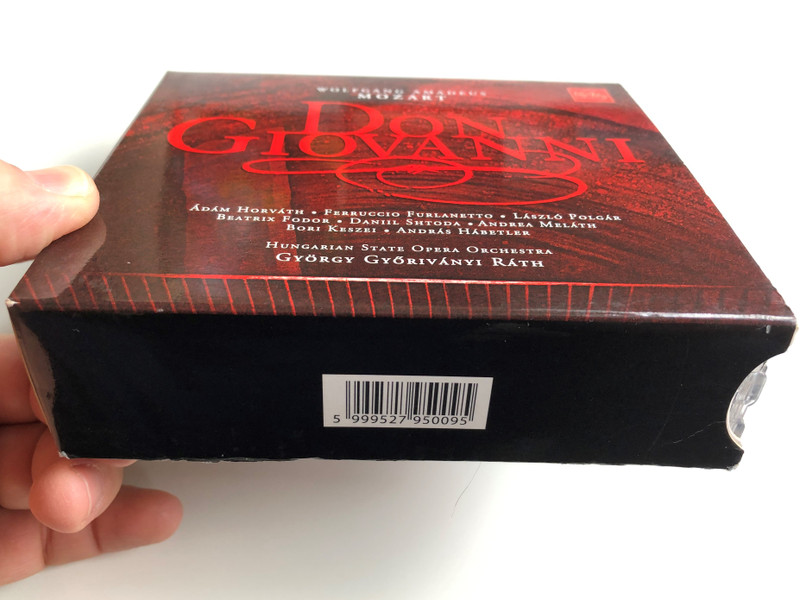 WOLFGANG AMADEUS
MOZART
DON
GIOVANNI
ÁDÁM HORVÁTH • FERRUCCIO FURLANETTO • LÁSZLÓ POLGÁR
BEATRIX FODOR • DANIIL SHTODA • ANDREA MELÁTH
BORI KESZEI • ANDRÁS HÁBETLER
HUNGARIAN STATE OPERA ORCHESTRA
GYÖRGY GYŐRIVÁNYI RÁTH
5 999527 950095